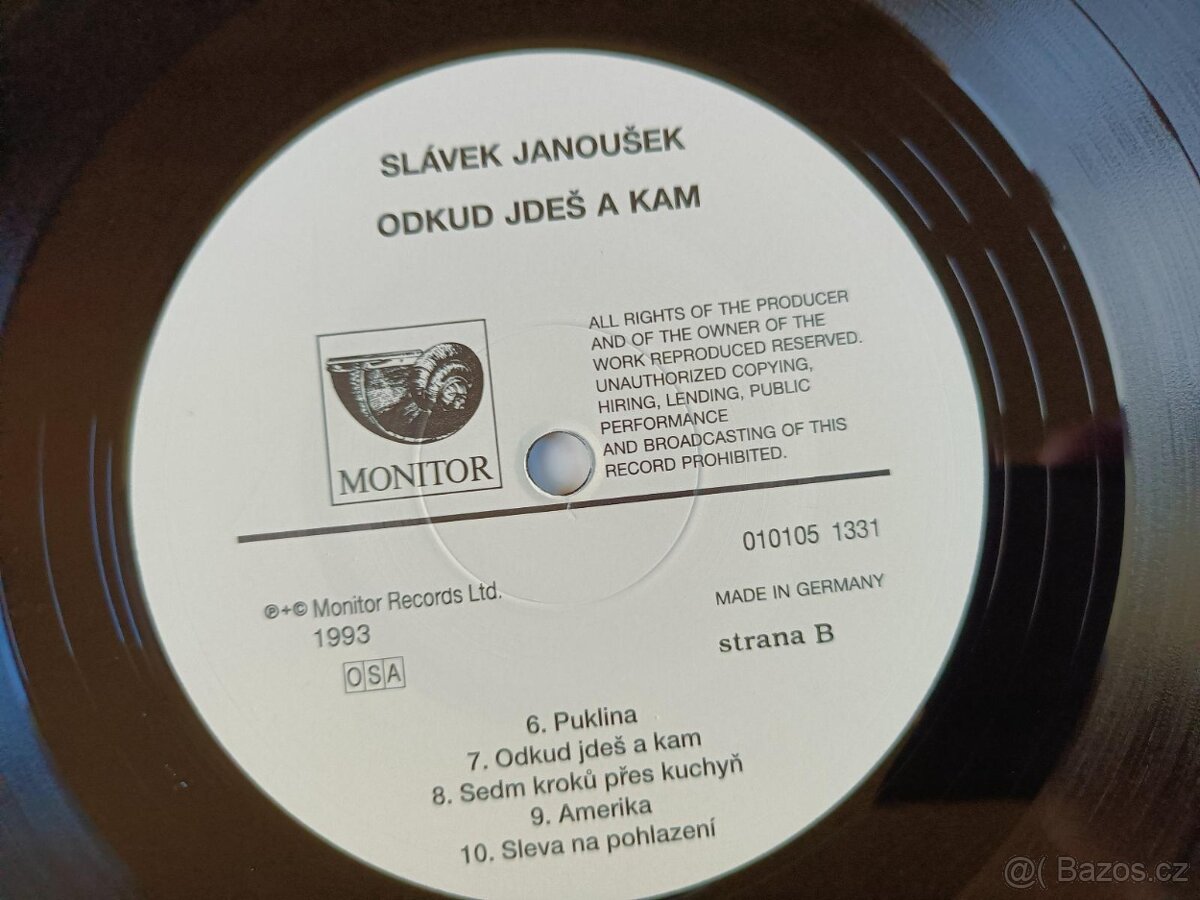 SLÁVEK JANOUŠEK
ODKUD JDEŠ A KAM
ALL RIGHTS OF THE PRODUCER
AND OF THE OWNER OF THE
WORK REPRODUCED RESERVED.
UNAUTHORIZED COPYING,
HIRING, LENDING, PUBLIC
PERFORMANCE
AND BROADCASTING OF THIS
RECORD PROHIBITED.
MONITOR
010105 1331
℗+© Monitor Records Ltd.
1993
MADE IN GERMANY
OSA
strana B
6. Puklina
7. Odkud jdeš a kam
8. Sedm kroků přes kuchyň
9. Amerika
10. Sleva na pohlazení
@( Bazos.cz